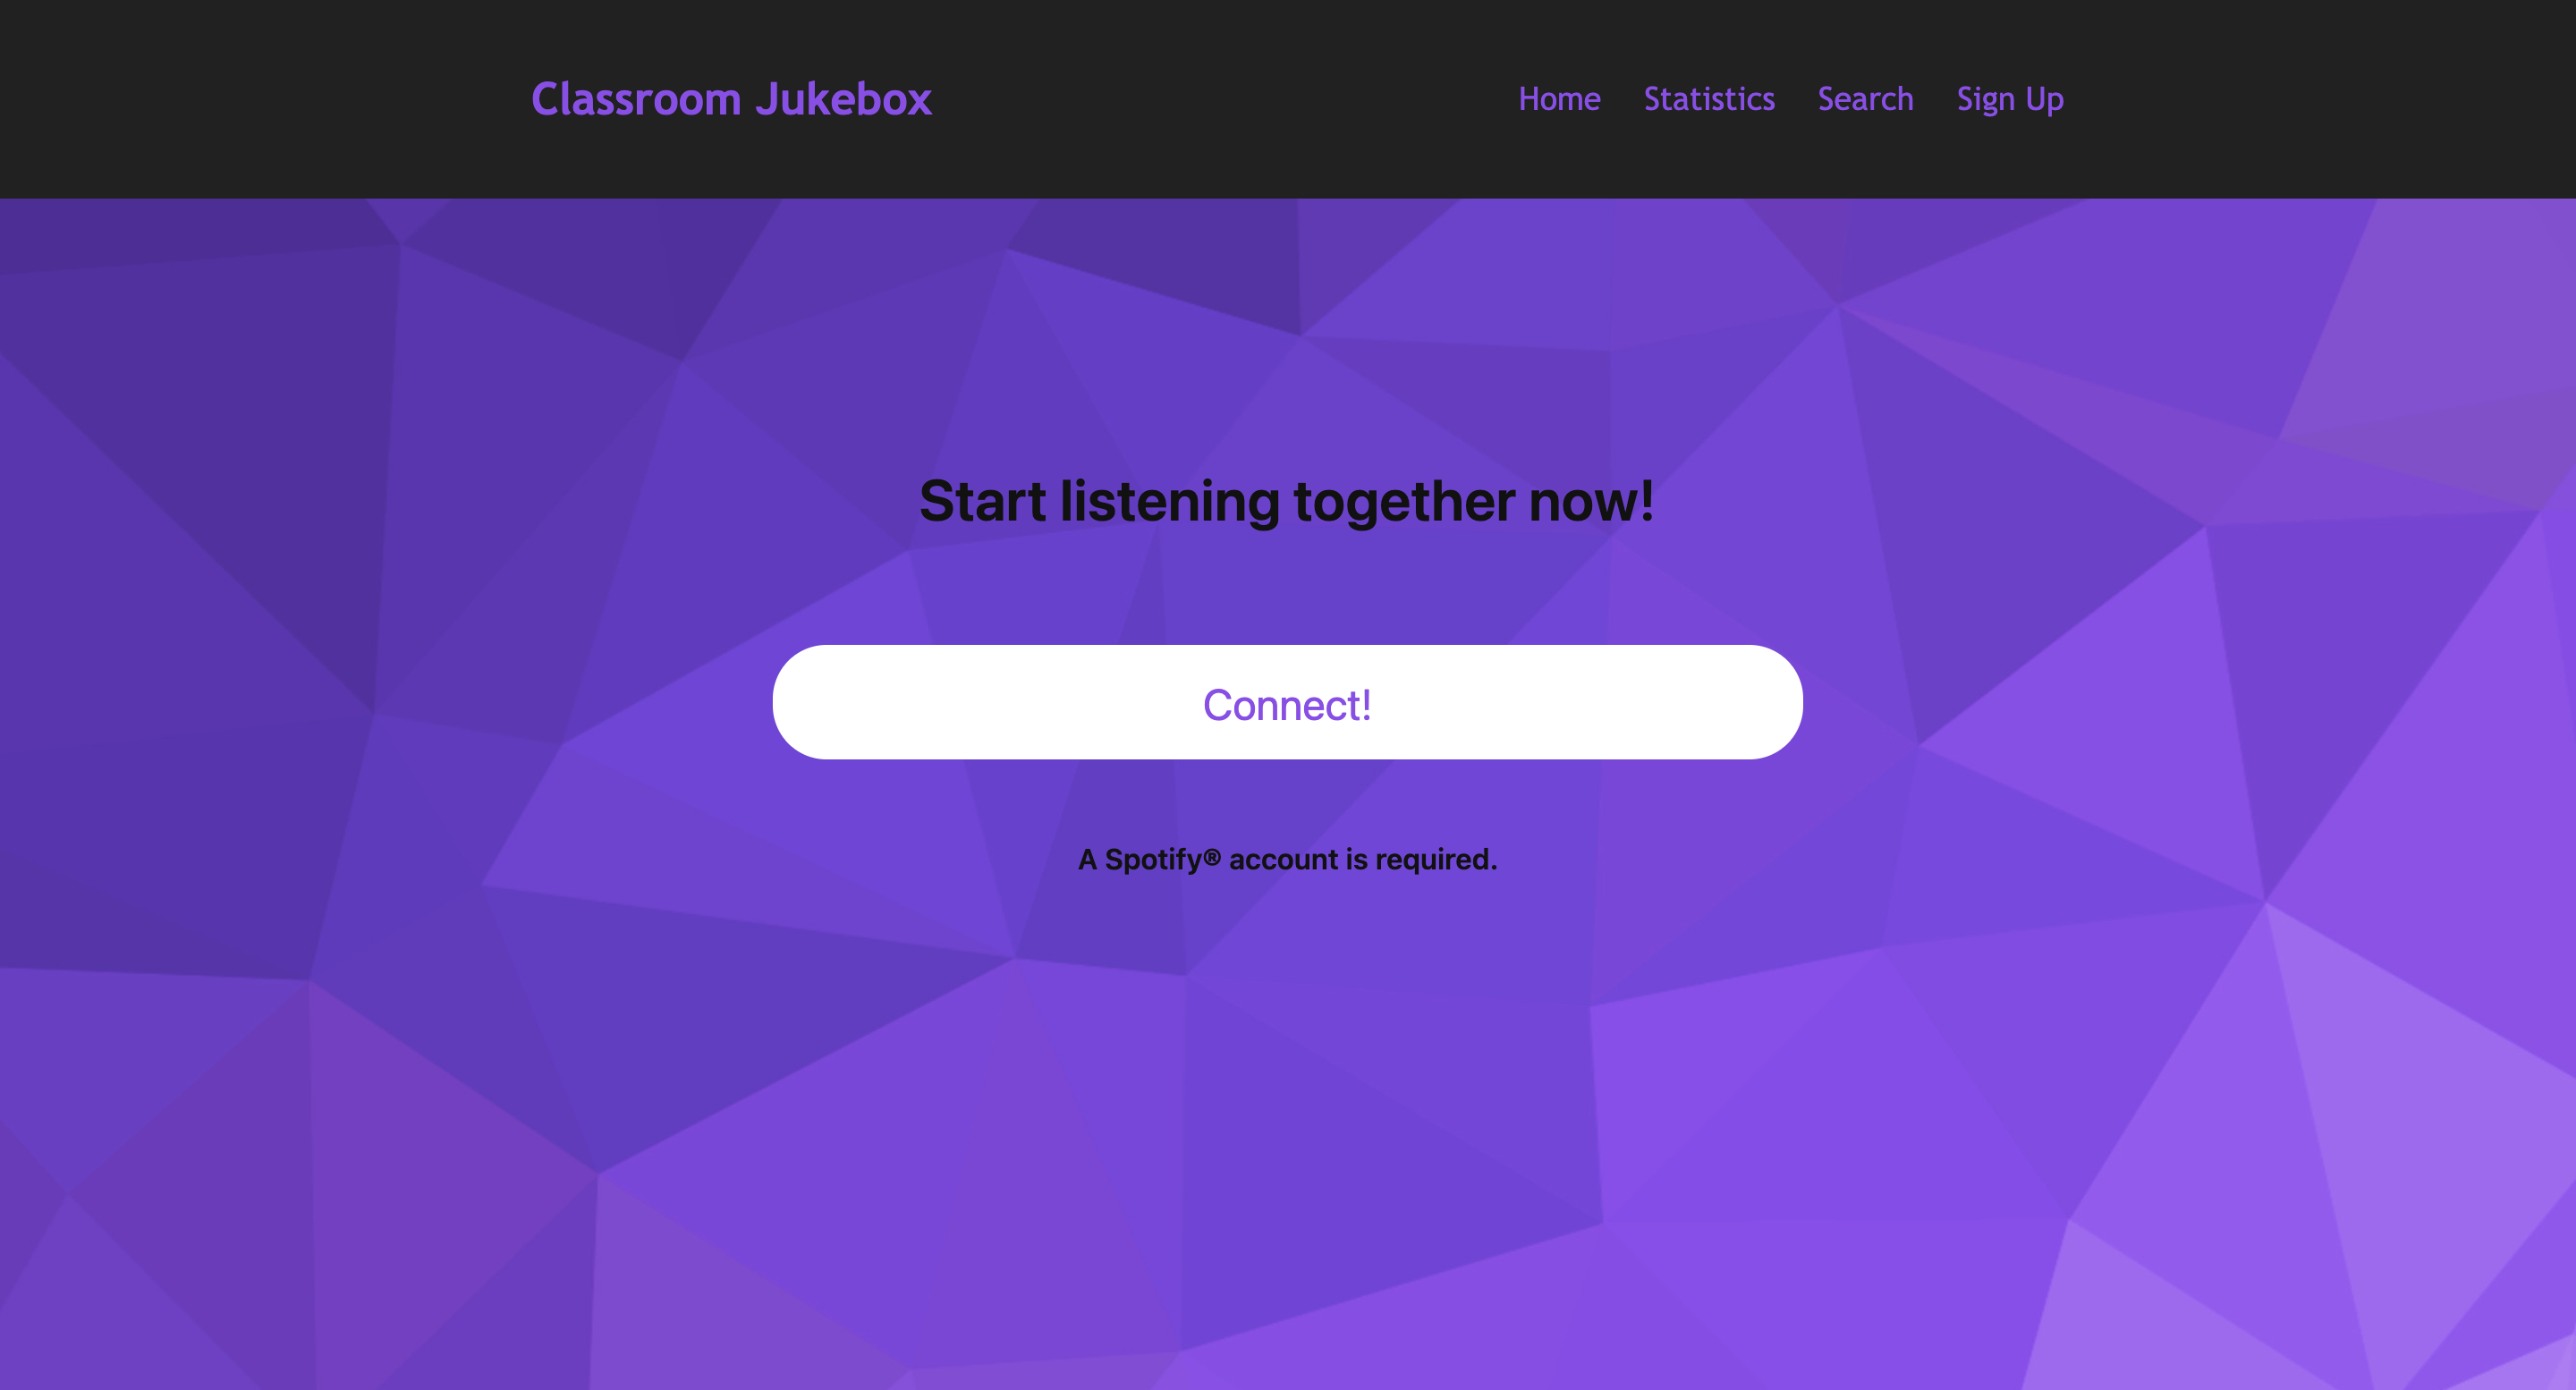 Classroom Jukebox
Home Statistics Search Sign Up
Start listening together now!
Connect!
A Spotify® account is required.